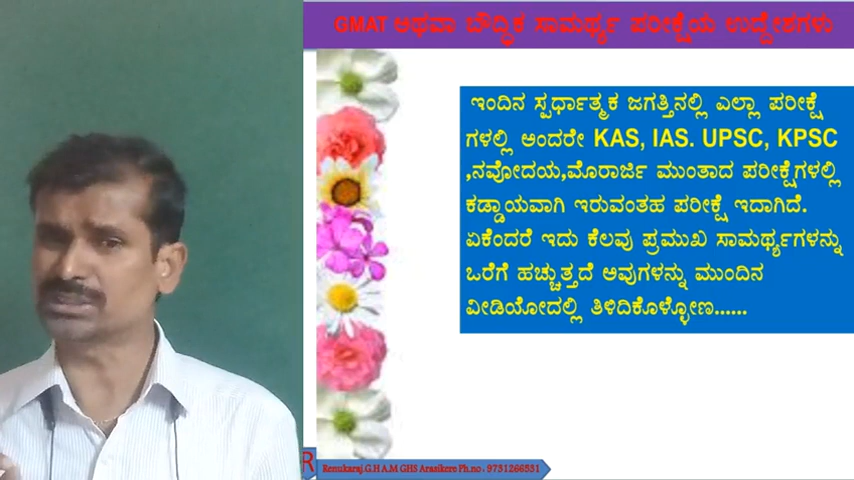 GMAT ಅಥವಾ ಬೌದ್ಧಿಕ ಸಾಮರ್ಥ್ಯ ಪರೀಕ್ಷೆಯ ಉದ್ದೇಶಗಳು
ಇಂದಿನ ಸ್ಪರ್ಧಾತ್ಮಕ ಜಗತ್ತಿನಲ್ಲಿ ಎಲ್ಲಾ ಪರೀಕ್ಷೆ
ಗಳಲ್ಲಿ ಅಂದರೇ KAS, IAS. UPSC, KPSC
,ನವೋದಯ,ಮೊರಾರ್ಜಿ ಮುಂತಾದ ಪರೀಕ್ಷೆಗಳಲ್ಲಿ
ಕಡ್ಡಾಯವಾಗಿ ಇರುವಂತಹ ಪರೀಕ್ಷೆ ಇದಾಗಿದೆ.
ಏಕೆಂದರೆ ಇದು ಕೆಲವು ಪ್ರಮುಖ ಸಾಮರ್ಥ್ಯಗಳನ್ನು
ಒರೆಗೆ ಹಚ್ಚುತ್ತದೆ ಅವುಗಳನ್ನು ಮುಂದಿನ
ವೀಡಿಯೋದಲ್ಲಿ ತಿಳಿದಿಕೊಳ್ಳೋಣ......
R
Renukaraj.G.H A.M GHS Arasikere Ph.no . 9731266531